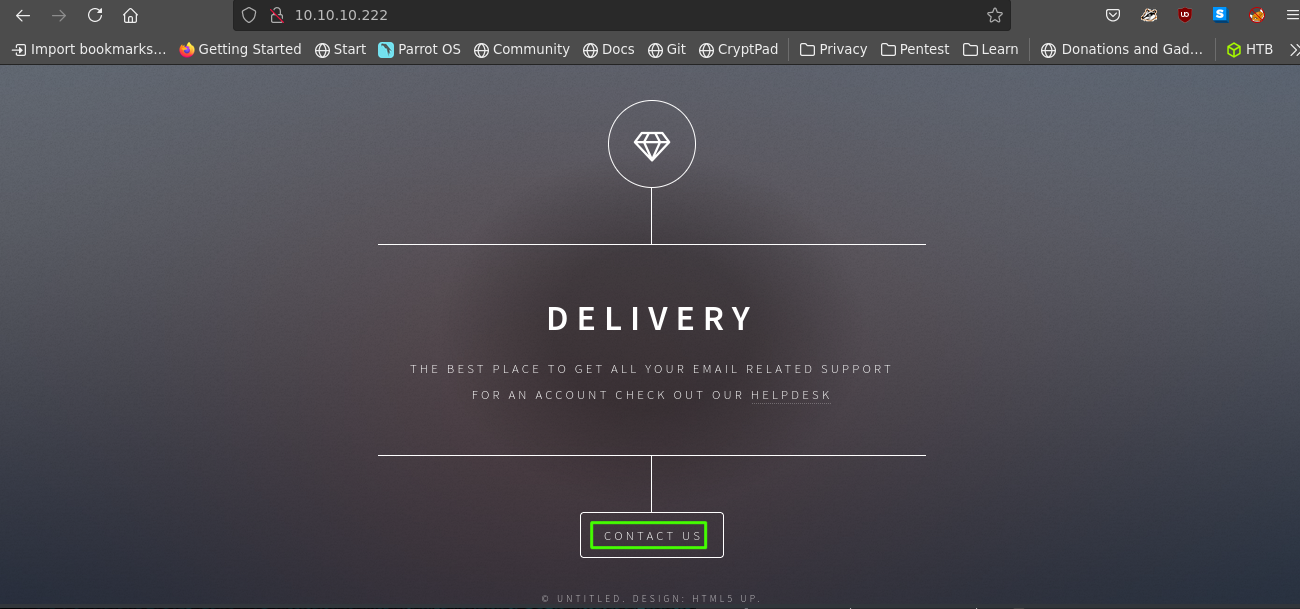 10.10.10.222
Import bookmarks... Getting Started Start Parrot OS Community Docs Git CryptPad Privacy Pentest Learn Donations and Gad... HTB
DELIVERY
THE BEST PLACE TO GET ALL YOUR EMAIL RELATED SUPPORT
FOR AN ACCOUNT CHECK OUT OUR HELPDESK
CONTACT US
© UNTITLED. DESIGN: HTML5 UP.